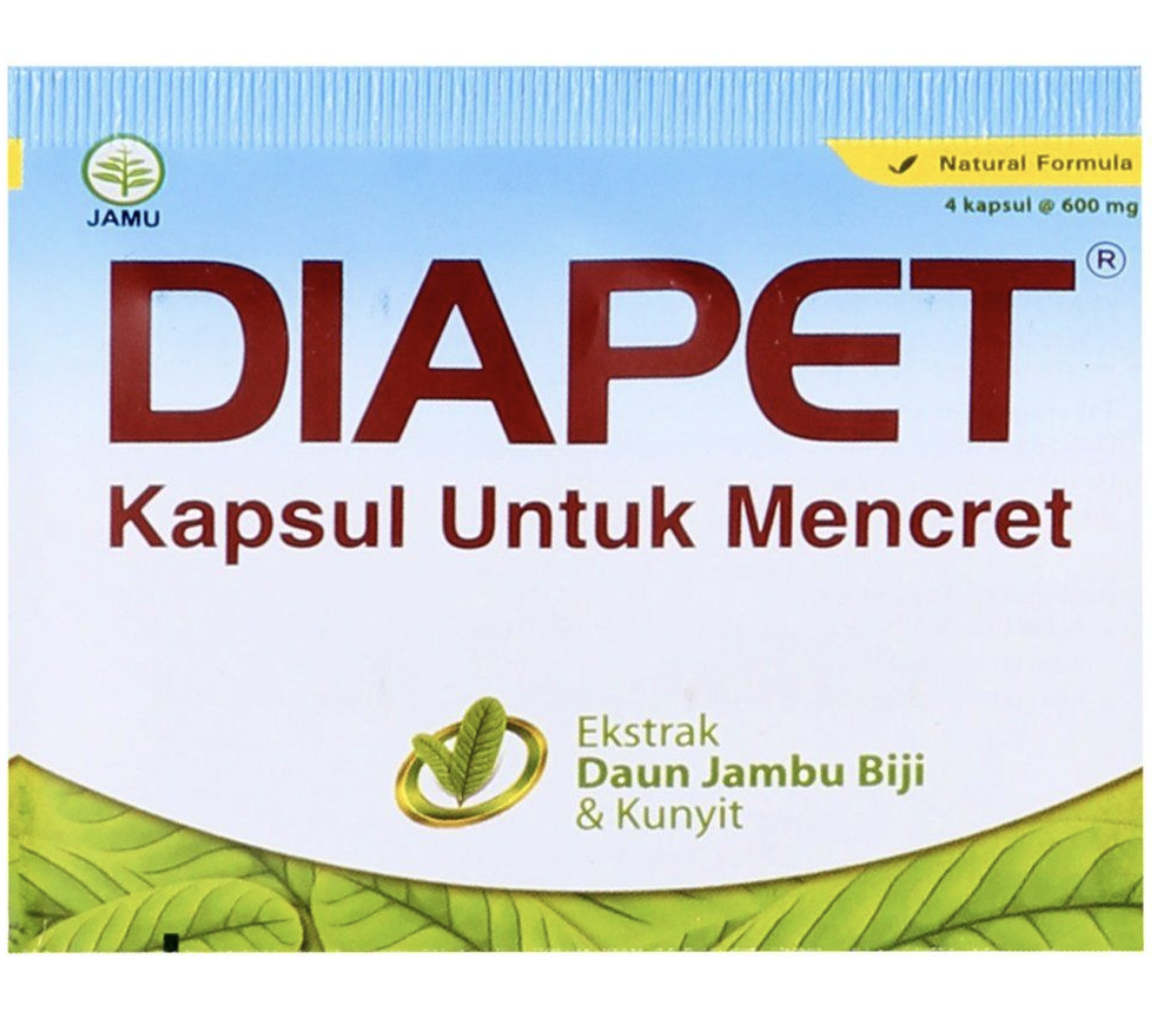 JAMU
Natural Formula
4 kapsul @ 600 mg
DIAPET®
Kapsul Untuk Mencret
Ekstrak
Daun Jambu Biji
& Kunyit